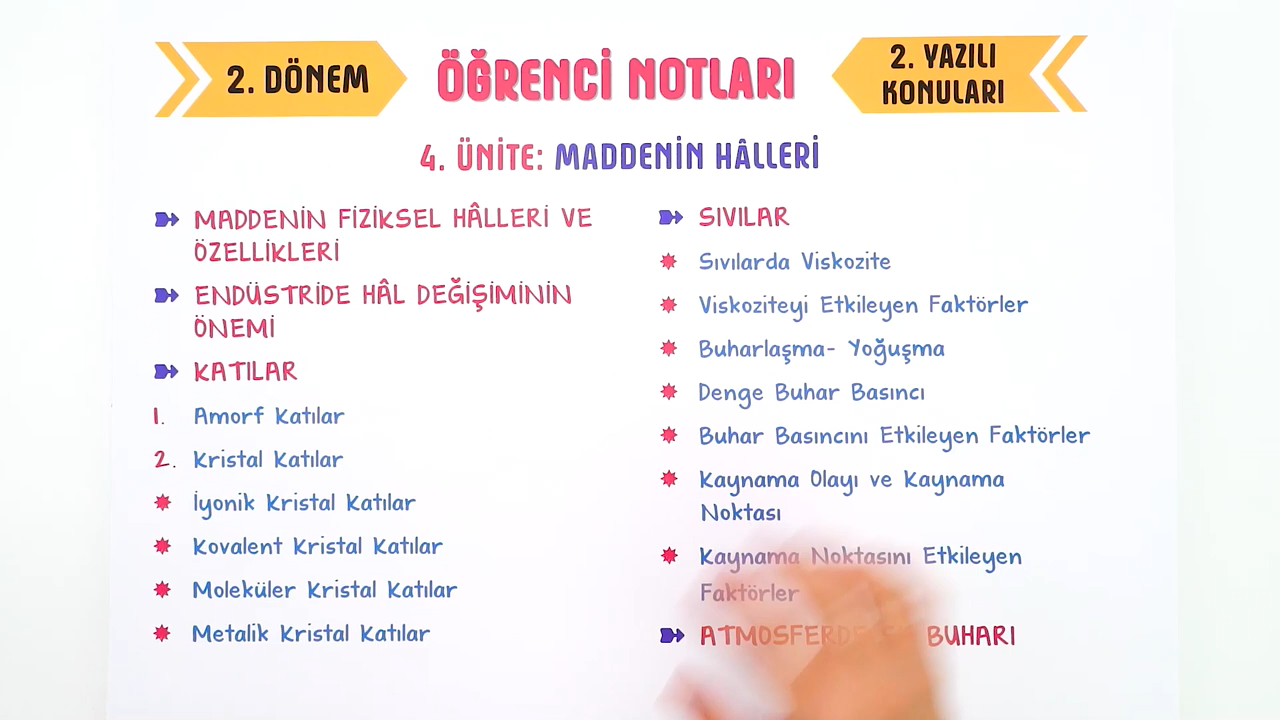 2. DÖNEM
ÖĞRENCİ NOTLARI
2. YAZILI
KONULARI
4. ÜNİTE: MADDENİN HÂLLERİ
MADDENİN FİZİKSEL HÂLLERİ VE
ÖZELLİKLERİ
ENDÜSTRİDE HÂL DEĞİŞİMİNİN
ÖNEMİ
KATILAR
1. Amorf Katılar
2. Kristal Katılar
İyonik Kristal Katılar
Kovalent Kristal Katılar
Moleküler Kristal Katılar
Metalik Kristal Katılar
SIVILAR
Sıvılarda Viskozite
Viskoziteyi Etkileyen Faktörler
Buharlaşma- Yoğuşma
Denge Buhar Basıncı
Buhar Basıncını Etkileyen Faktörler
Kaynama Olayı ve Kaynama
Noktası
Kaynama Noktasını Etkileyen
Faktörler
BUHARI